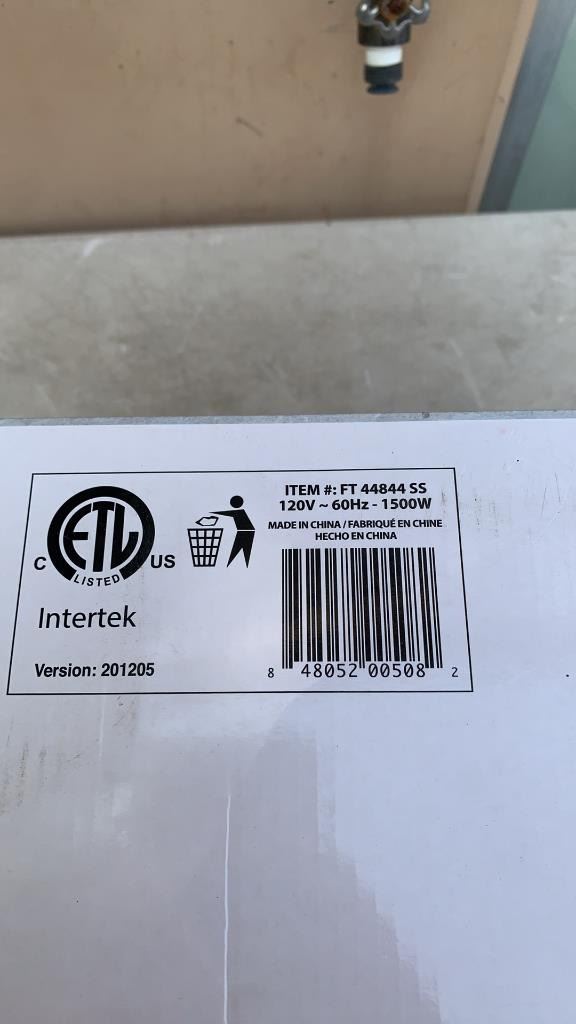 ITEM #: FT 44844 SS
120V ~ 60Hz - 1500W
MADE IN CHINA / FABRIQUÉ EN CHINE
HECHO EN CHINA
C ETL US
LISTED
Intertek
Version: 201205
8 48052 00508 2